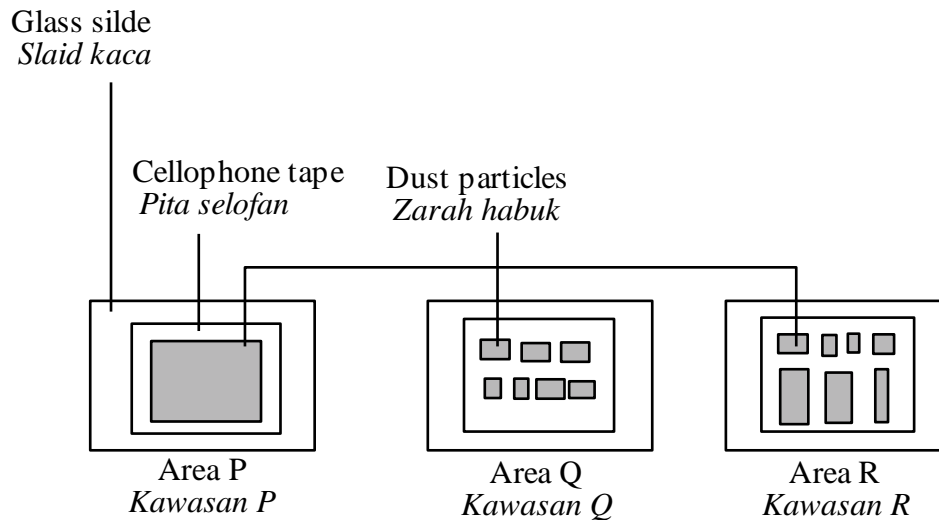 Glass silde
Slaid kaca
Cellophone tape
Pita selofan
Dust particles
Zarah habuk
Area P
Kawasan P
Area Q
Kawasan Q
Area R
Kawasan R